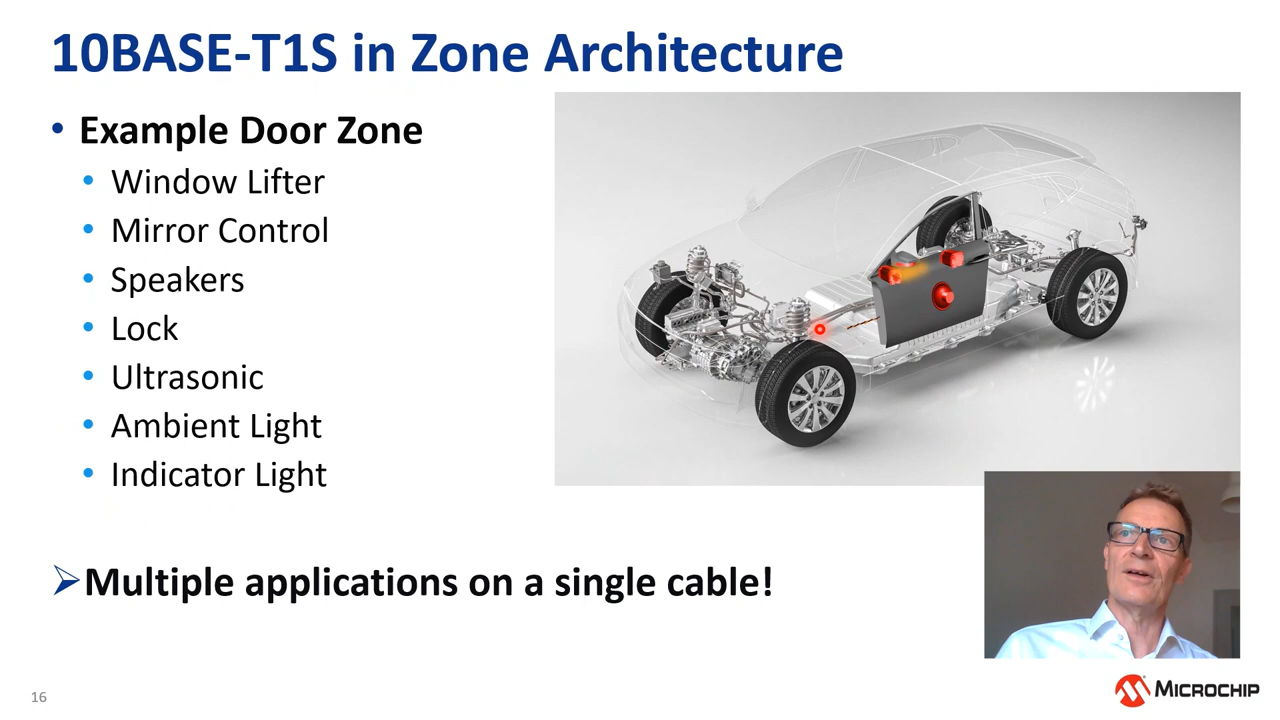 10BASE-T1S in Zone Architecture
• Example Door Zone
• Window Lifter
• Mirror Control
• Speakers
• Lock
• Ultrasonic
• Ambient Light
• Indicator Light
➢Multiple applications on a single cable!
16
MICROCHIP